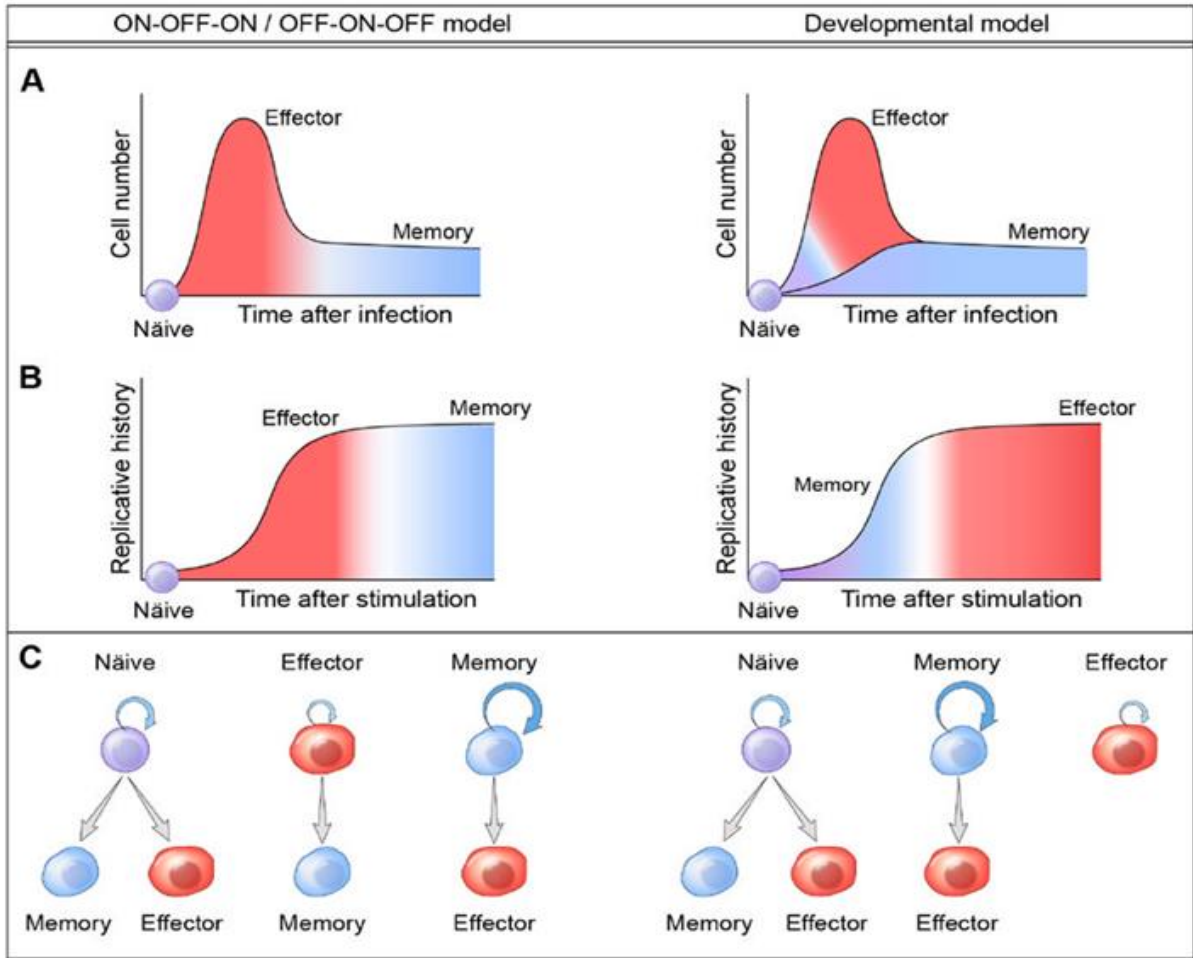 ON-OFF-ON / OFF-ON-OFF model
Developmental model
A
Cell number
Effector
Memory
Näive
Time after infection
Cell number
Effector
Memory
Näive
Time after infection
B
Replicative history
Effector
Memory
Näive
Time after stimulation
Replicative history
Memory
Effector
Näive
Time after stimulation
C
Näive
Effector
Memory
Näive
Memory
Effector
Memory
Effector
Memory
Effector
Memory
Effector
Effector